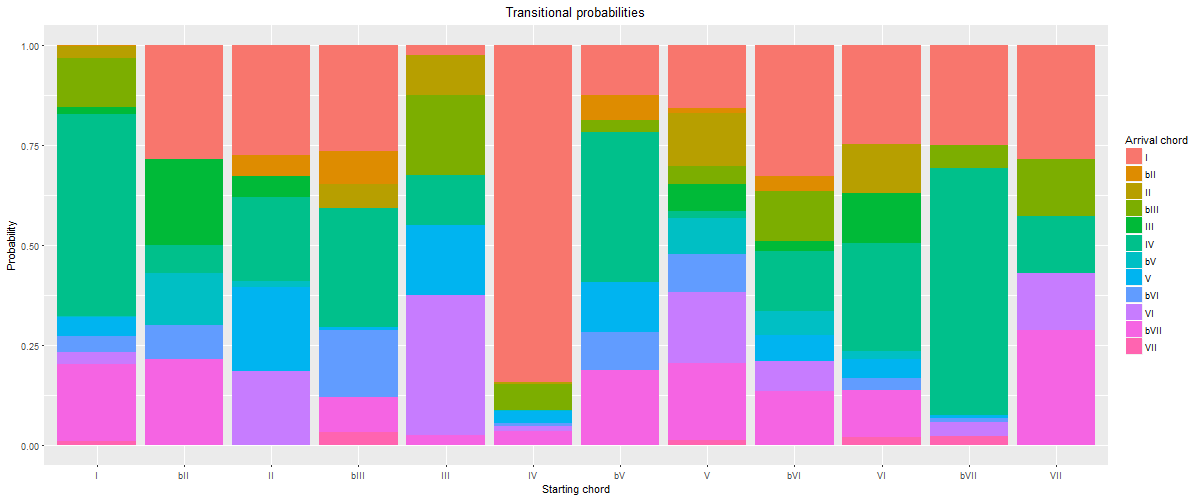 Transitional probabilities
1.00
0.75
0.50
0.25
0.00
Probability
I bII II bIII III IV bV V bVI VI bVII VII
Starting chord
Arrival chord
I
bII
II
bIII
III
IV
bV
V
bVI
VI
bVII
VII